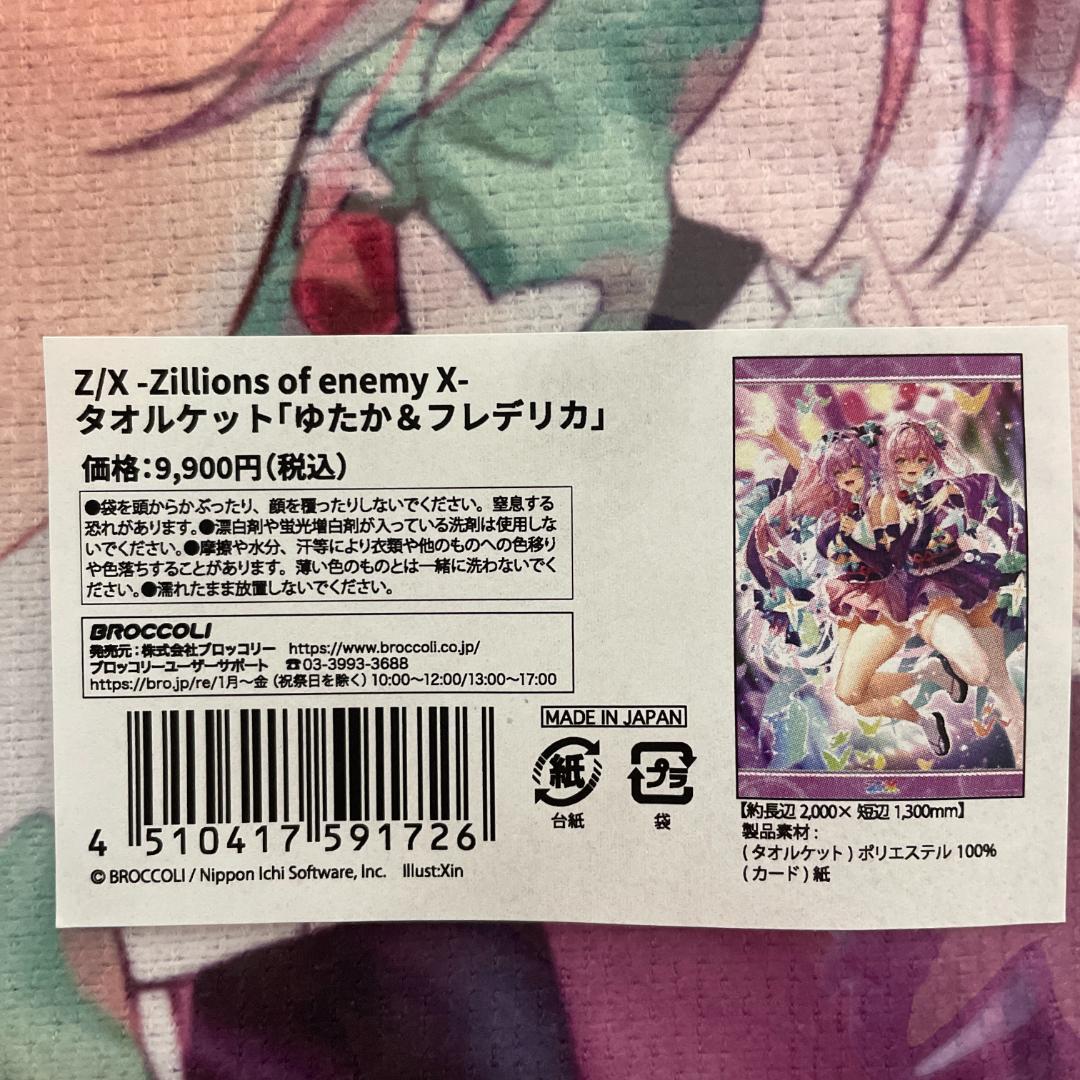 Z/X -Zillions of enemy X-
タオルケット「ゆたか＆フレデリカ」
価格：9,900円（税込）
●袋を頭からかぶったり、顔を覆ったりしないでください。窒息する
恐れがあります。●漂白剤や蛍光増白剤が入っている洗剤は使用しな
いでください。●摩擦や水分、汗等により衣類や他のものへの色移り
や色落ちすることがあります。薄い色のものとは一緒に洗わないでく
ださい。●濡れたまま放置しないでください。
BROCCOLI
発売元：株式会社ブロッコリー https://www.broccoli.co.jp/
ブロッコリーユーザーサポート ☎03-3993-3688
https://bro.jp/re/1月～金（祝祭日を除く）10:00～12:00/13:00～17:00
4 510417 591726
© BROCCOLI / Nippon Ichi Software, Inc. Illust:Xin
MADE IN JAPAN
紙
台紙
プラ
袋
【約長辺 2,000× 短辺 1,300mm】
製品素材：
(タオルケット) ポリエステル 100%
(カード) 紙